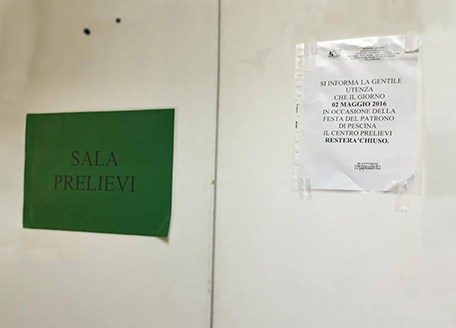 SALA
PRELIEVI
SI INFORMA LA GENTILE
UTENZA
CHE IL GIORNO
02 MAGGIO 2016
IN OCCASIONE DELLA
FESTA DEL PATRONO
DI PESCINA
IL CENTRO PRELIEVI
RESTERA' CHIUSO.